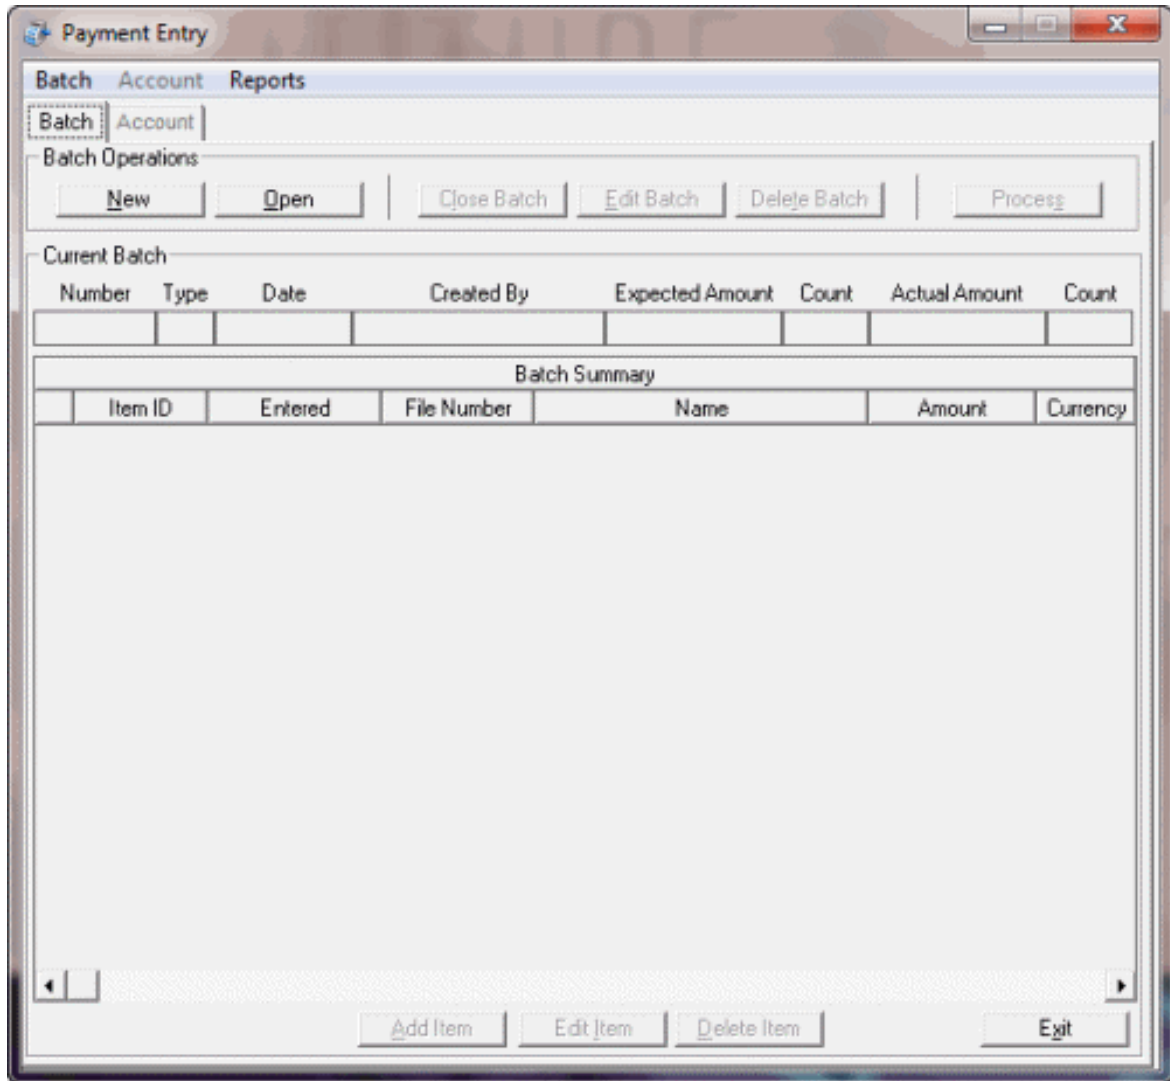 Payment Entry
Batch Account Reports
Batch Account
Batch Operations
New Open Close Batch Edit Batch Delete Batch Process
Current Batch
Number Type Date Created By Expected Amount Count Actual Amount Count
Batch Summary
Item ID Entered File Number Name Amount Currency
Add Item Edit Item Delete Item Exit